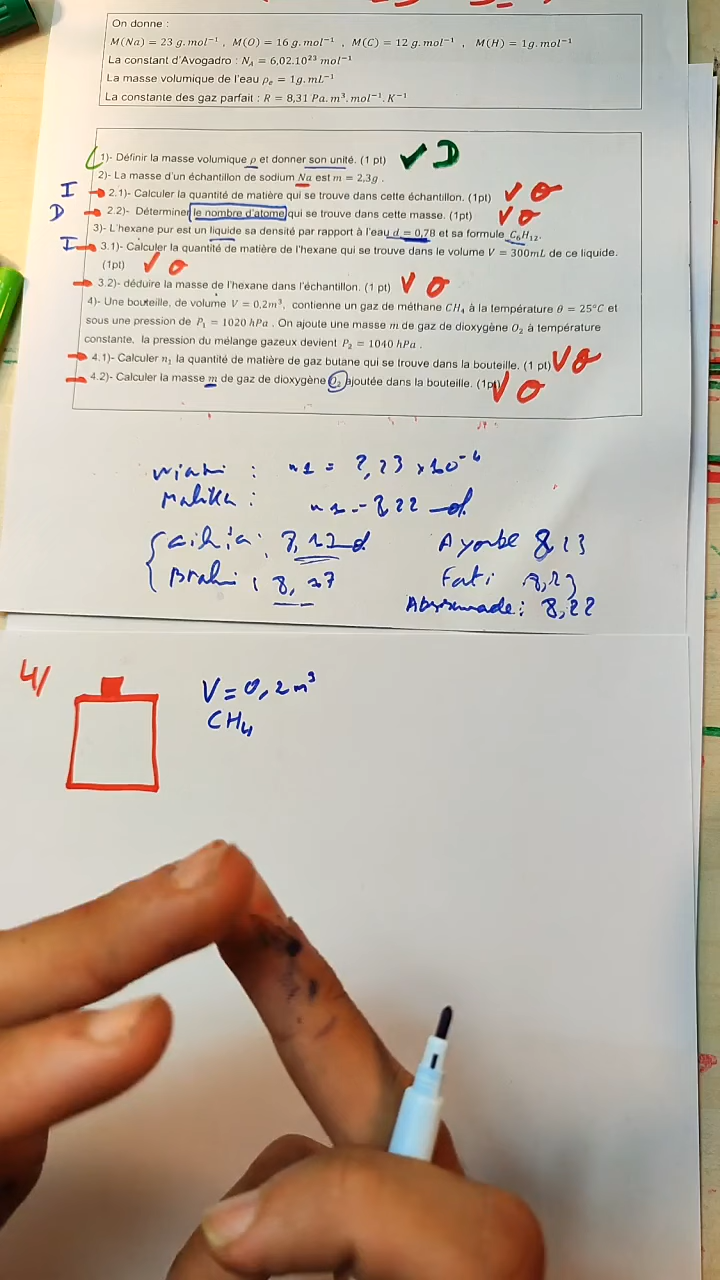 On donne :
M(Na) = 23 g.mol⁻¹ , M(O) = 16 g.mol⁻¹ , M(C) = 12 g.mol⁻¹ , M(H) = 1g.mol⁻¹
La constant d'Avogadro : N_A = 6,02.10²³ mol⁻¹
La masse volumique de l'eau ρₑ = 1g.mL⁻¹
La constante des gaz parfait : R = 8,31 Pa.m³.mol⁻¹.K⁻¹
1)- Définir la masse volumique ρ et donner son unité. (1 pt) D
2)- La masse d'un échantillon de sodium Na est m = 2,3g .
I 2.1)- Calculer la quantité de matière qui se trouve dans cette échantillon. (1pt)
D 2.2)- Déterminer le nombre d'atome qui se trouve dans cette masse. (1pt)
3)- L'hexane pur est un liquide sa densité par rapport à l'eau d = 0,78 et sa formule C₆H₁₂.
I 3.1)- Calculer la quantité de matière de l'hexane qui se trouve dans le volume V = 300mL de ce liquide.
(1pt)
3.2)- déduire la masse de l'hexane dans l'échantillon. (1 pt)
4)- Une bouteille, de volume V = 0,2m³, contienne un gaz de méthane CH₄ à la température θ = 25°C et
sous une pression de P₁ = 1020 hPa . On ajoute une masse m de gaz de dioxygène O₂ à température
constante, la pression du mélange gazeux devient P₂ = 1040 hPa .
4.1)- Calculer n₁ la quantité de matière de gaz butane qui se trouve dans la bouteille. (1 pt)
4.2)- Calculer la masse m de gaz de dioxygène O₂ ajoutée dans la bouteille. (1pt)
Malika :
Brahi : 8,
Ayoube 8,23
Fati 8,23
8,22
4/
V = 0,2 m³
CH₄